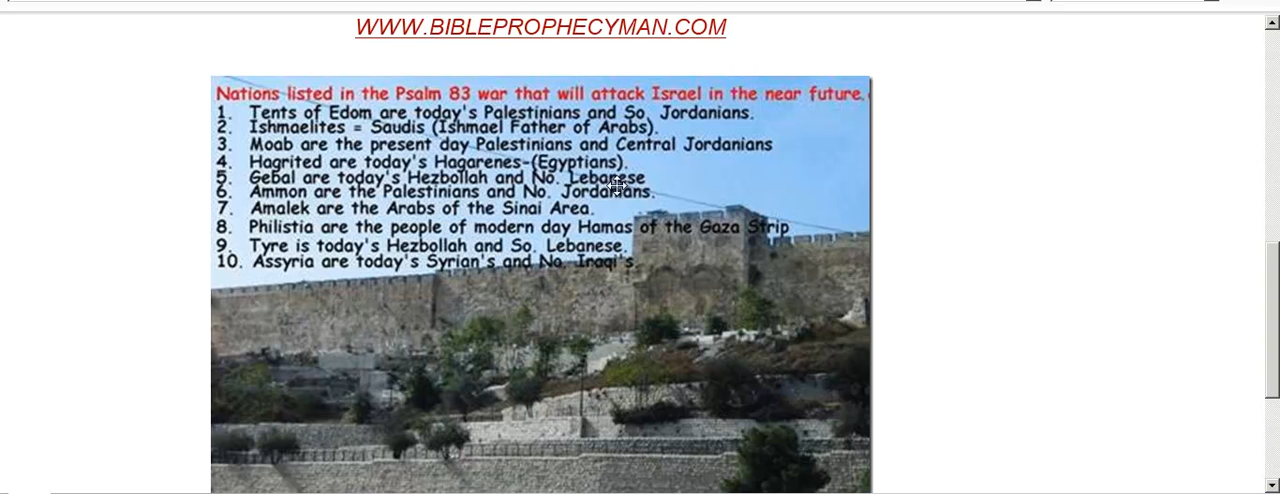 WWW.BIBLEPROPHECYMAN.COM
Nations listed in the Psalm 83 war that will attack Israel in the near future.
1. Tents of Edom are today's Palestinians and So. Jordanians.
2. Ishmaelites = Saudis (Ishmael Father of Arabs).
3. Moab are the present day Palestinians and Central Jordanians
4. Hagrited are today's Hagarenes-(Egyptians).
5. Gebal are today's Hezbollah and No. Lebanese
6. Ammon are the Palestinians and No. Jordanians.
7. Amalek are the Arabs of the Sinai Area.
8. Philistia are the people of modern day Hamas of the Gaza Strip
9. Tyre is today's Hezbollah and So. Lebanese.
10. Assyria are today's Syrian's and No. Iraqi's.